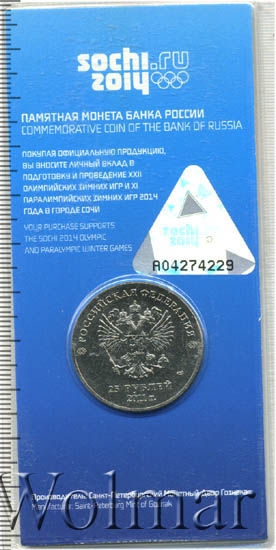 sochi.ru
2014
ПАМЯТНАЯ МОНЕТА БАНКА РОССИИ
COMMEMORATIVE COIN OF THE BANK OF RUSSIA
ПОКУПАЯ ОФИЦИАЛЬНУЮ ПРОДУКЦИЮ,
ВЫ ВНОСИТЕ ЛИЧНЫЙ ВКЛАД В
ПОДГОТОВКУ И ПРОВЕДЕНИЕ XXII
ОЛИМПИЙСКИХ ЗИМНИХ ИГР И XI
ПАРАЛИМПИЙСКИХ ЗИМНИХ ИГР 2014
ГОДА В ГОРОДЕ СОЧИ
YOUR PURCHASE SUPPORTS
THE SOCHI 2014 OLYMPIC
AND PARALYMPIC WINTER GAMES
sochi
2014
A04274229
РОССИЙСКАЯ ФЕДЕРАЦИЯ
25 РУБЛЕЙ
2011 г.
Производитель: Санкт-Петербургский Монетный двор Гознака
Manufacturer: Saint-Petersburg Mint of Goznak
Wolmar